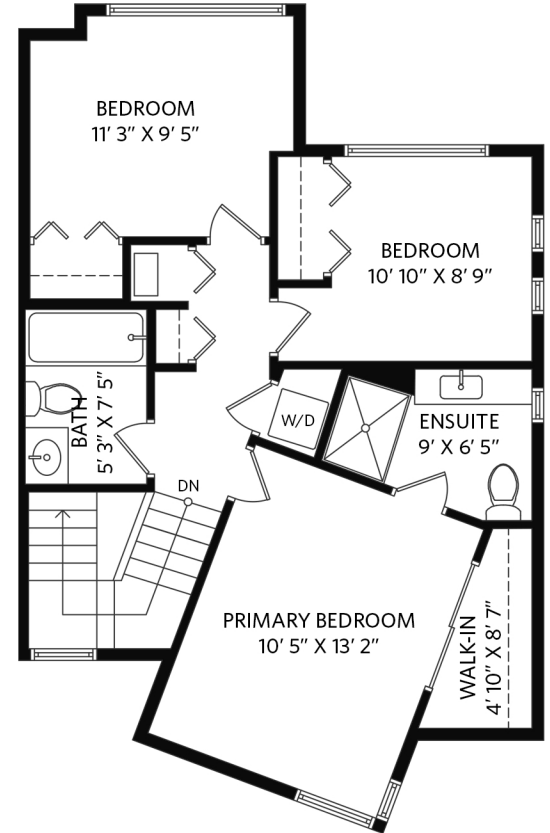 BEDROOM
11' 3" X 9' 5"
BEDROOM
10' 10" X 8' 9"
BATH
5' 3" X 7' 5"
W/D
ENSUITE
9' X 6' 5"
DN
PRIMARY BEDROOM
10' 5" X 13' 2"
WALK-IN
4' 10" X 8' 7"